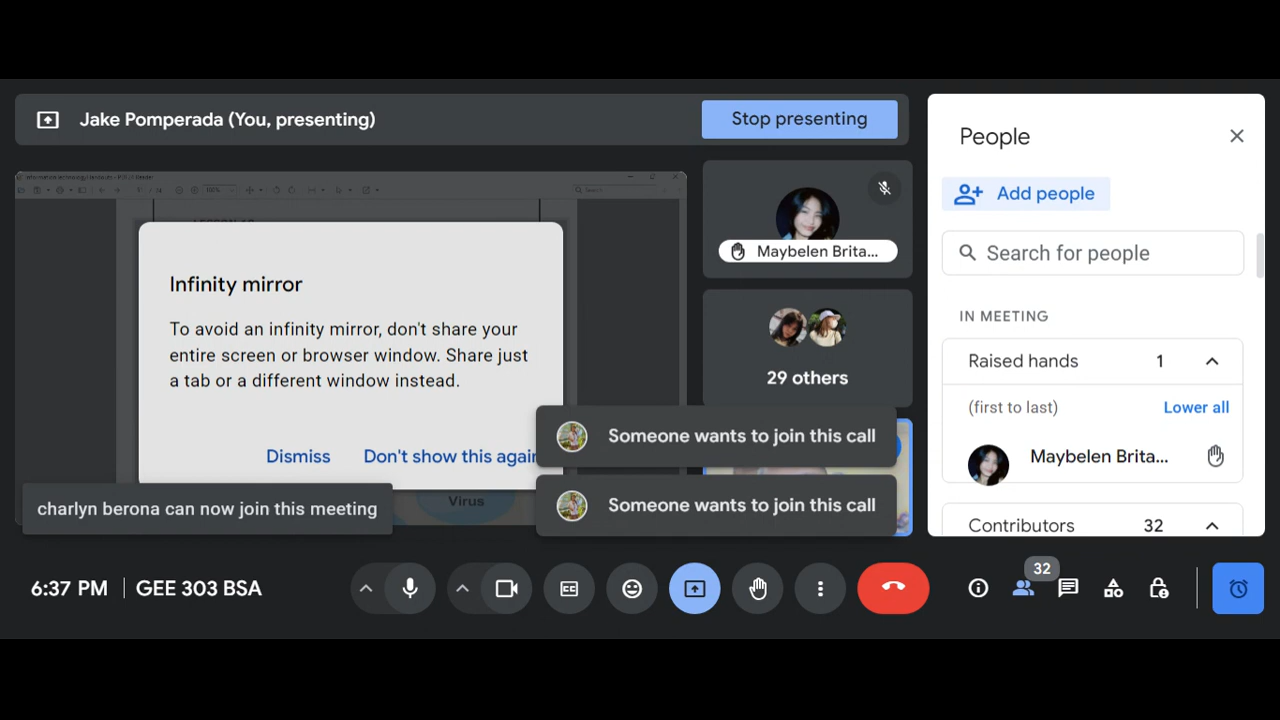 Jake Pomperada (You, presenting)
Stop presenting
People
Add people
Search for people
IN MEETING
Raised hands 1
(first to last) Lower all
Maybelen Brita...
Contributors 32
100%
Search
Infinity mirror
To avoid an infinity mirror, don't share your
entire screen or browser window. Share just
a tab or a different window instead.
Dismiss Don't show this again
Virus
Maybelen Brita...
29 others
Someone wants to join this call
Someone wants to join this call
charlyn berona can now join this meeting
6:37 PM GEE 303 BSA
32